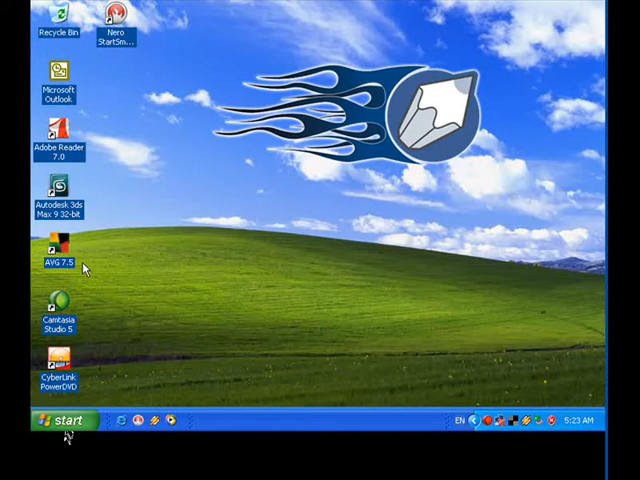 Recycle Bin
Nero
StartSm...
Microsoft
Outlook
Adobe Reader
7.0
Autodesk 3ds
Max 9 32-bit
AVG 7.5
Camtasia
Studio 5
CyberLink
PowerDVD
start
EN
5:23 AM